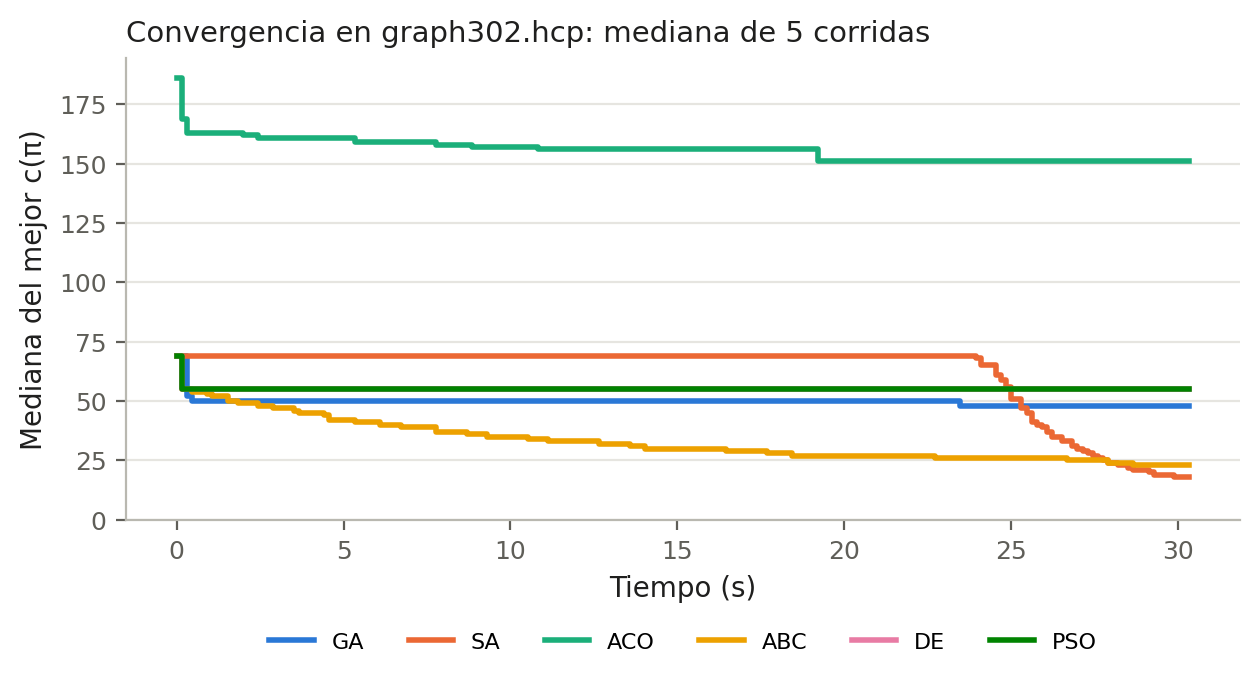 Convergencia en graph302.hcp: mediana de 5 corridas
Mediana del mejor c(π)
175
150
125
100
75
50
25
0
0 5 10 15 20 25 30
Tiempo (s)
GA SA ACO ABC DE PSO